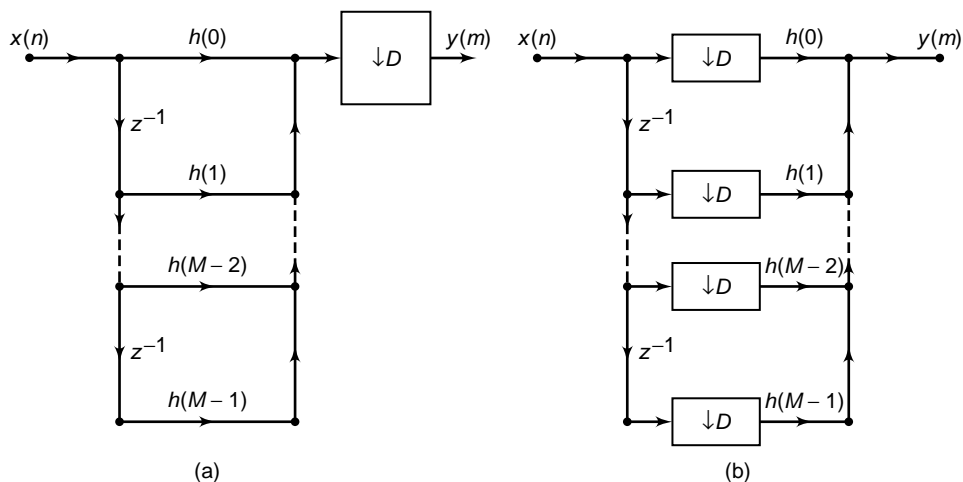 x(n) h(0) ↓D y(m)
z⁻¹
h(1)
h(M – 2)
z⁻¹
h(M – 1)
(a)
x(n) ↓D h(0) y(m)
z⁻¹
↓D h(1)
↓D h(M – 2)
z⁻¹
↓D h(M – 1)
(b)